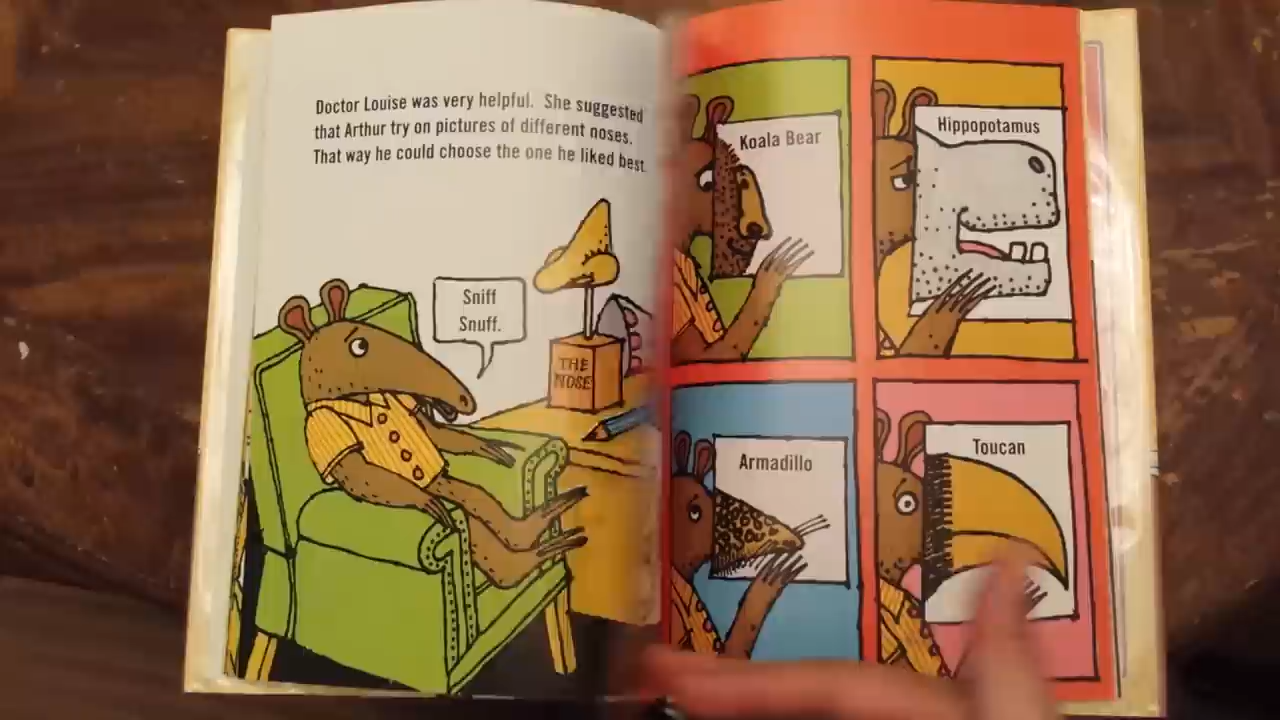 Doctor Louise was very helpful. She suggested
that Arthur try on pictures of different noses.
That way he could choose the one he liked best.
Sniff
Snuff.
THE
NOSE
Koala Bear
Hippopotamus
Armadillo
Toucan